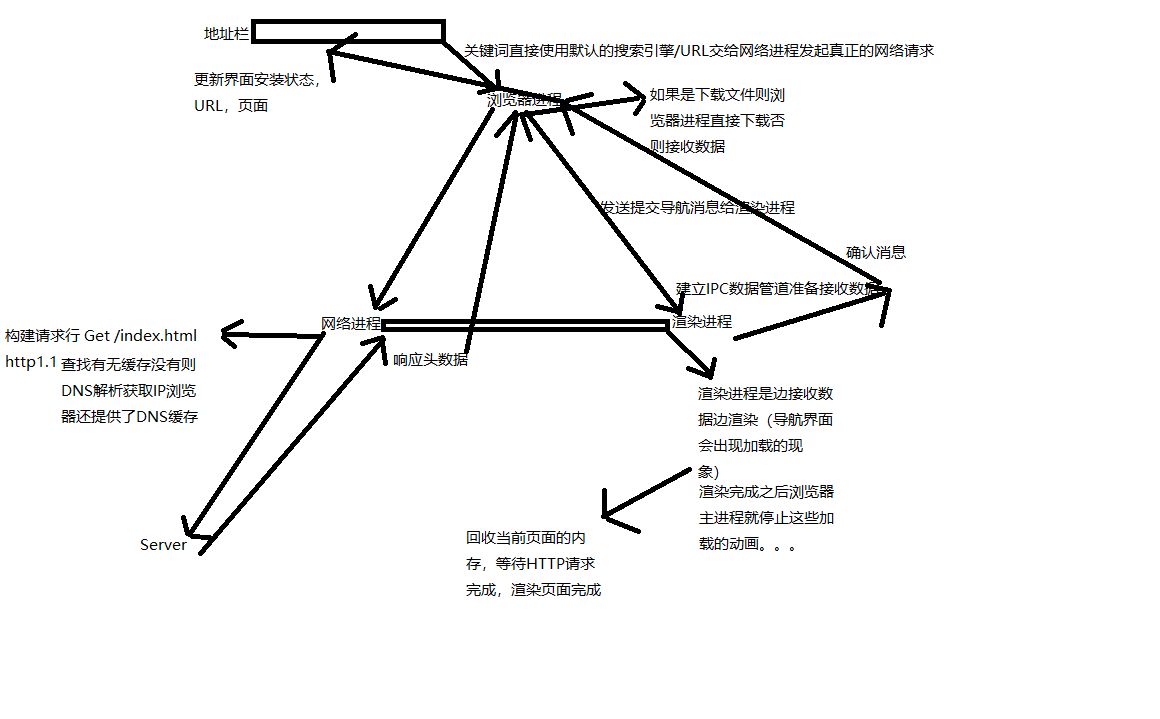 地址栏
关键词直接使用默认的搜索引擎/URL交给网络进程发起真正的网络请求
更新界面安装状态，
URL，页面
浏览器进程
如果是下载文件则浏
览器进程直接下载否
则接收数据
发送提交导航消息给渲染进程
确认消息
建立IPC数据管道准备接收数据
网络进程
渲染进程
构建请求行 Get /index.html
http1.1
查找有无缓存没有则
DNS解析获取IP浏览
器还提供了DNS缓存
响应头数据
渲染进程是边接收数
据边渲染（导航界面
会出现加载的现
象）
渲染完成之后浏览器
主进程就停止这些加
载的动画。。。
Server
回收当前页面的内
存，等待HTTP请求
完成，渲染页面完成